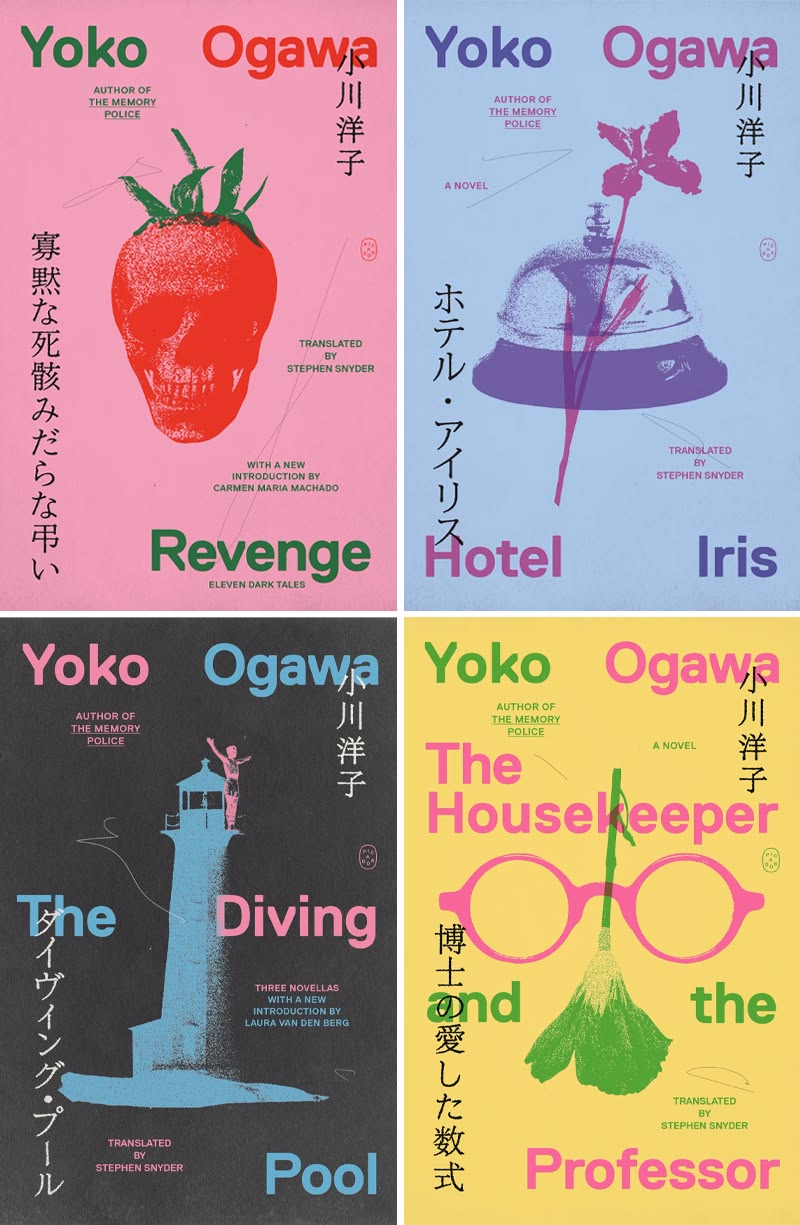 Yoko Ogawa
小川洋子
AUTHOR OF
THE MEMORY
POLICE
寡黙な死骸みだらな弔い
TRANSLATED
BY
STEPHEN SNYDER
WITH A NEW
INTRODUCTION BY
CARMEN MARIA MACHADO
Revenge
ELEVEN DARK TALES
Yoko Ogawa
小川洋子
AUTHOR OF
THE MEMORY
POLICE
A NOVEL
PICADOR
ホテル・アイリス
TRANSLATED
BY
STEPHEN SNYDER
Hotel Iris
Yoko Ogawa
小川洋子
AUTHOR OF
THE MEMORY
POLICE
PICADOR
The Diving
ダイヴィング・プール
THREE NOVELLAS
WITH A NEW
INTRODUCTION BY
LAURA VAN DEN BERG
TRANSLATED
BY
STEPHEN SNYDER
Pool
Yoko Ogawa
小川洋子
AUTHOR OF
THE MEMORY
POLICE
A NOVEL
The
Housekeeper
PICADOR
博士の愛した数式
and the
TRANSLATED
BY
STEPHEN SNYDER
Professor